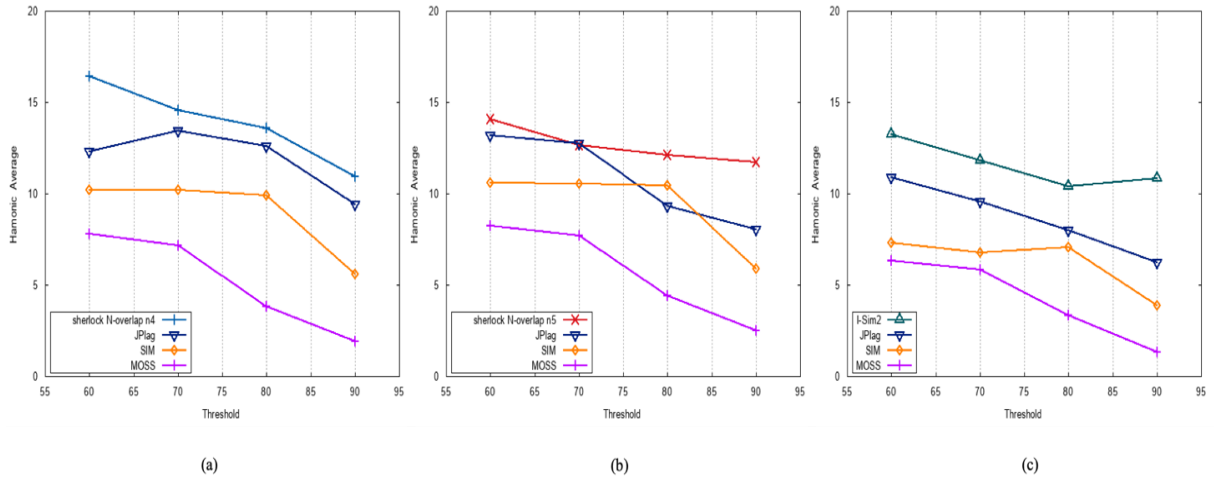 20
15
10
5
0
Hamonic Average
sherlock N-overlap n4
JPlag
SIM
MOSS
55 60 65 70 75 80 85 90 95
Threshold
(a)
20
15
10
5
0
Hamonic Average
sherlock N-overlap n5
JPlag
SIM
MOSS
55 60 65 70 75 80 85 90 95
Threshold
(b)
20
15
10
5
0
Hamonic Average
I-Sim2
JPlag
SIM
MOSS
55 60 65 70 75 80 85 90 95
Threshold
(c)